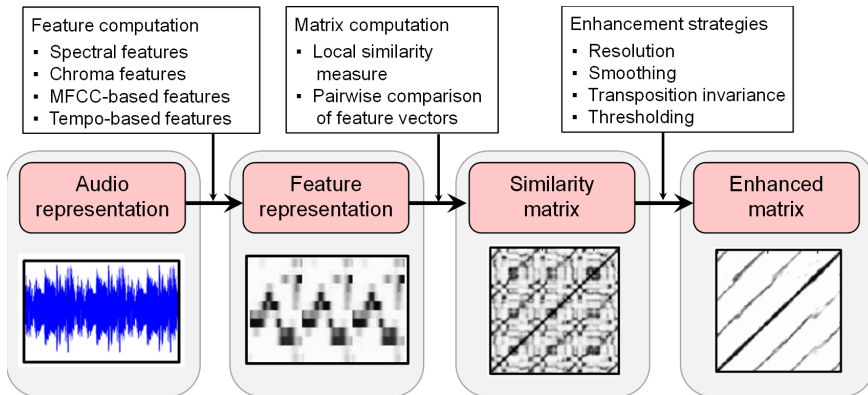 Feature computation
▪ Spectral features
▪ Chroma features
▪ MFCC-based features
▪ Tempo-based features
Matrix computation
▪ Local similarity
measure
▪ Pairwise comparison
of feature vectors
Enhancement strategies
▪ Resolution
▪ Smoothing
▪ Transposition invariance
▪ Thresholding
Audio
representation
Feature
representation
Similarity
matrix
Enhanced
matrix